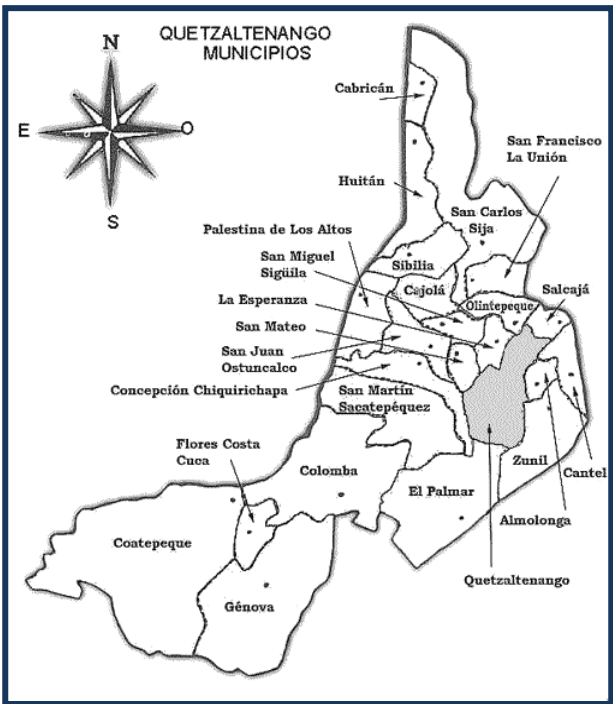 QUETZALTENANGO
MUNICIPIOS
N
E
O
S
Cabricán
San Francisco
La Unión
Huitán
San Carlos
Sija
Palestina de Los Altos
San Miguel
Sigüila
Sibilia
Cajolá
Salcajá
La Esperanza
Olintepeque
San Mateo
San Juan
Ostuncalco
Concepción Chiquirichapa
San Martín
Sacatepéquez
Flores Costa
Cuca
Colomba
Zunil
Cantel
El Palmar
Almolonga
Coatepeque
Quetzaltenango
Génova